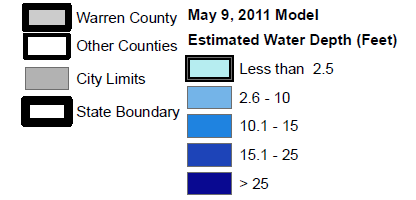 Warren County
Other Counties
City Limits
State Boundary
May 9, 2011 Model
Estimated Water Depth (Feet)
Less than 2.5
2.6 - 10
10.1 - 15
15.1 - 25
> 25